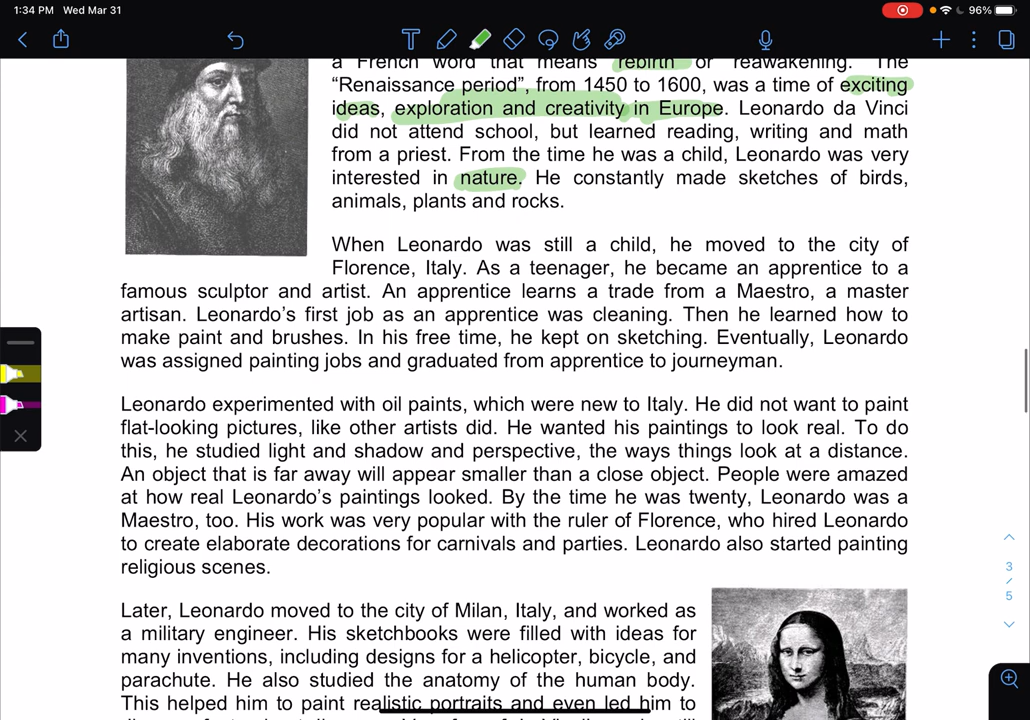 1:34 PM Wed Mar 31
96%
a French word that means rebirth or reawakening. The
“Renaissance period”, from 1450 to 1600, was a time of exciting
ideas, exploration and creativity in Europe. Leonardo da Vinci
did not attend school, but learned reading, writing and math
from a priest. From the time he was a child, Leonardo was very
interested in nature. He constantly made sketches of birds,
animals, plants and rocks.
When Leonardo was still a child, he moved to the city of
Florence, Italy. As a teenager, he became an apprentice to a
famous sculptor and artist. An apprentice learns a trade from a Maestro, a master
artisan. Leonardo’s first job as an apprentice was cleaning. Then he learned how to
make paint and brushes. In his free time, he kept on sketching. Eventually, Leonardo
was assigned painting jobs and graduated from apprentice to journeyman.
Leonardo experimented with oil paints, which were new to Italy. He did not want to paint
flat-looking pictures, like other artists did. He wanted his paintings to look real. To do
this, he studied light and shadow and perspective, the ways things look at a distance.
An object that is far away will appear smaller than a close object. People were amazed
at how real Leonardo’s paintings looked. By the time he was twenty, Leonardo was a
Maestro, too. His work was very popular with the ruler of Florence, who hired Leonardo
to create elaborate decorations for carnivals and parties. Leonardo also started painting
religious scenes.
3
/
5
Later, Leonardo moved to the city of Milan, Italy, and worked as
a military engineer. His sketchbooks were filled with ideas for
many inventions, including designs for a helicopter, bicycle, and
parachute. He also studied the anatomy of the human body.
This helped him to paint realistic portraits and even led him to